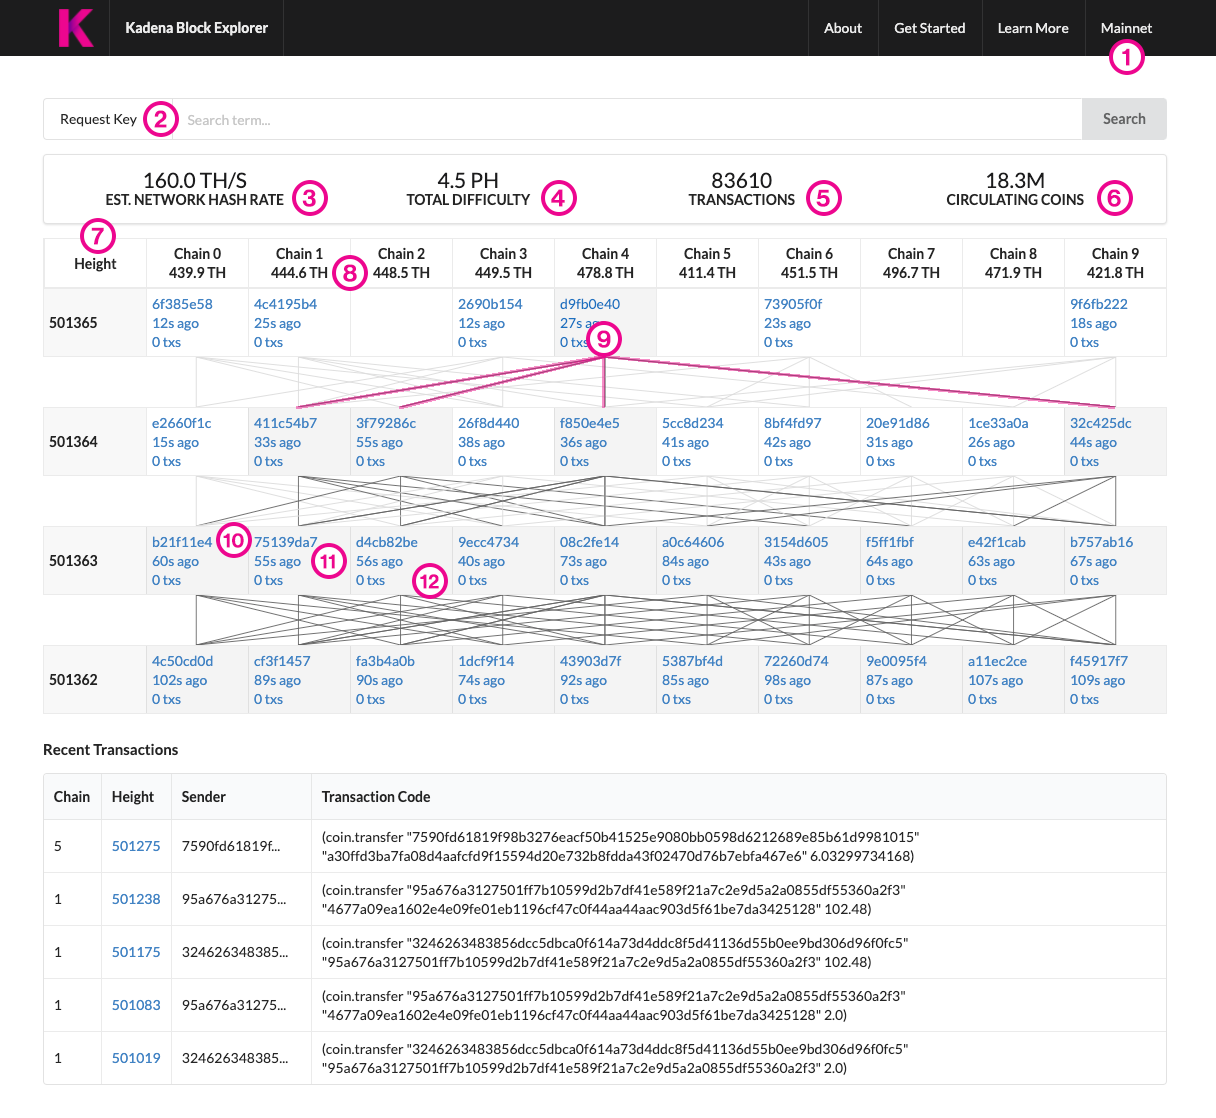 K Kadena Block Explorer About Get Started Learn More Mainnet
1
Request Key 2 Search term... Search
160.0 TH/S 4.5 PH 83610 18.3M
EST. NETWORK HASH RATE 3 TOTAL DIFFICULTY 4 TRANSACTIONS 5 CIRCULATING COINS 6
7
Height
Chain 0 Chain 1 Chain 2 Chain 3 Chain 4 Chain 5 Chain 6 Chain 7 Chain 8 Chain 9
439.9 TH 444.6 TH 8 448.5 TH 449.5 TH 478.8 TH 411.4 TH 451.5 TH 496.7 TH 471.9 TH 421.8 TH
501365
6f385e58 4c4195b4 2690b154 d9fb0e40 73905f0f 9f6fb222
12s ago 25s ago 12s ago 27s ago 23s ago 18s ago
0 txs 0 txs 0 txs 0 txs 9 0 txs 0 txs
501364
e2660f1c 411c54b7 3f79286c 26f8d440 f850e4e5 5cc8d234 8bf4fd97 20e91d86 1ce33a0a 32c425dc
15s ago 33s ago 55s ago 38s ago 36s ago 41s ago 42s ago 31s ago 26s ago 44s ago
0 txs 0 txs 0 txs 0 txs 0 txs 0 txs 0 txs 0 txs 0 txs 0 txs
501363
b21f11e4 10 75139da7 d4cb82be 9ecc4734 08c2fe14 a0c64606 3154d605 f5ff1fbf e42f1cab b757ab16
60s ago 55s ago 11 56s ago 40s ago 73s ago 84s ago 43s ago 64s ago 63s ago 67s ago
0 txs 0 txs 0 txs 12 0 txs 0 txs 0 txs 0 txs 0 txs 0 txs 0 txs
501362
4c50cd0d cf3f1457 fa3b4a0b 1dcf9f14 43903d7f 5387bf4d 72260d74 9e0095f4 a11ec2ce f45917f7
102s ago 89s ago 90s ago 74s ago 92s ago 85s ago 98s ago 87s ago 107s ago 109s ago
0 txs 0 txs 0 txs 0 txs 0 txs 0 txs 0 txs 0 txs 0 txs 0 txs
Recent Transactions
Chain Height Sender Transaction Code
5 501275 7590fd61819f... (coin.transfer "7590fd61819f98b3276eacf50b41525e9080bb0598d6212689e85b61d9981015"
"a30ffd3ba7fa08d4aafcfd9f15594d20e732b8fdda43f02470d76b7ebfa467e6" 6.03299734168)
1 501238 95a676a31275... (coin.transfer "95a676a3127501ff7b10599d2b7df41e589f21a7c2e9d5a2a0855df55360a2f3"
"4677a09ea1602e4e09fe01eb1196cf47c0f44aa44aac903d5f61be7da3425128" 102.48)
1 501175 324626348385... (coin.transfer "3246263483856dcc5dbca0f614a73d4ddc8f5d41136d55b0ee9bd306d96f0fc5"
"95a676a3127501ff7b10599d2b7df41e589f21a7c2e9d5a2a0855df55360a2f3" 102.48)
1 501083 95a676a31275... (coin.transfer "95a676a3127501ff7b10599d2b7df41e589f21a7c2e9d5a2a0855df55360a2f3"
"4677a09ea1602e4e09fe01eb1196cf47c0f44aa44aac903d5f61be7da3425128" 2.0)
1 501019 324626348385... (coin.transfer "3246263483856dcc5dbca0f614a73d4ddc8f5d41136d55b0ee9bd306d96f0fc5"
"95a676a3127501ff7b10599d2b7df41e589f21a7c2e9d5a2a0855df55360a2f3" 2.0)